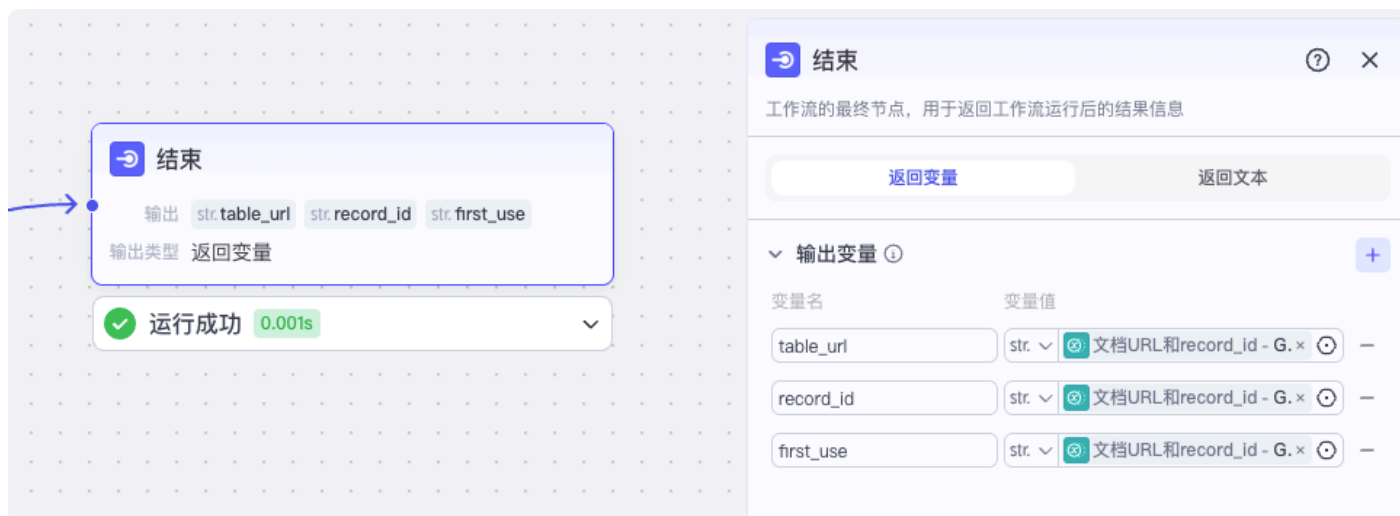 结束
输出 str. table_url str. record_id str. first_use
输出类型 返回变量
运行成功 0.001s
结束
工作流的最终节点，用于返回工作流运行后的结果信息
返回变量 返回文本
输出变量
变量名 变量值
table_url str. 文档URL和record_id - G. ×
record_id str. 文档URL和record_id - G. ×
first_use str. 文档URL和record_id - G. ×